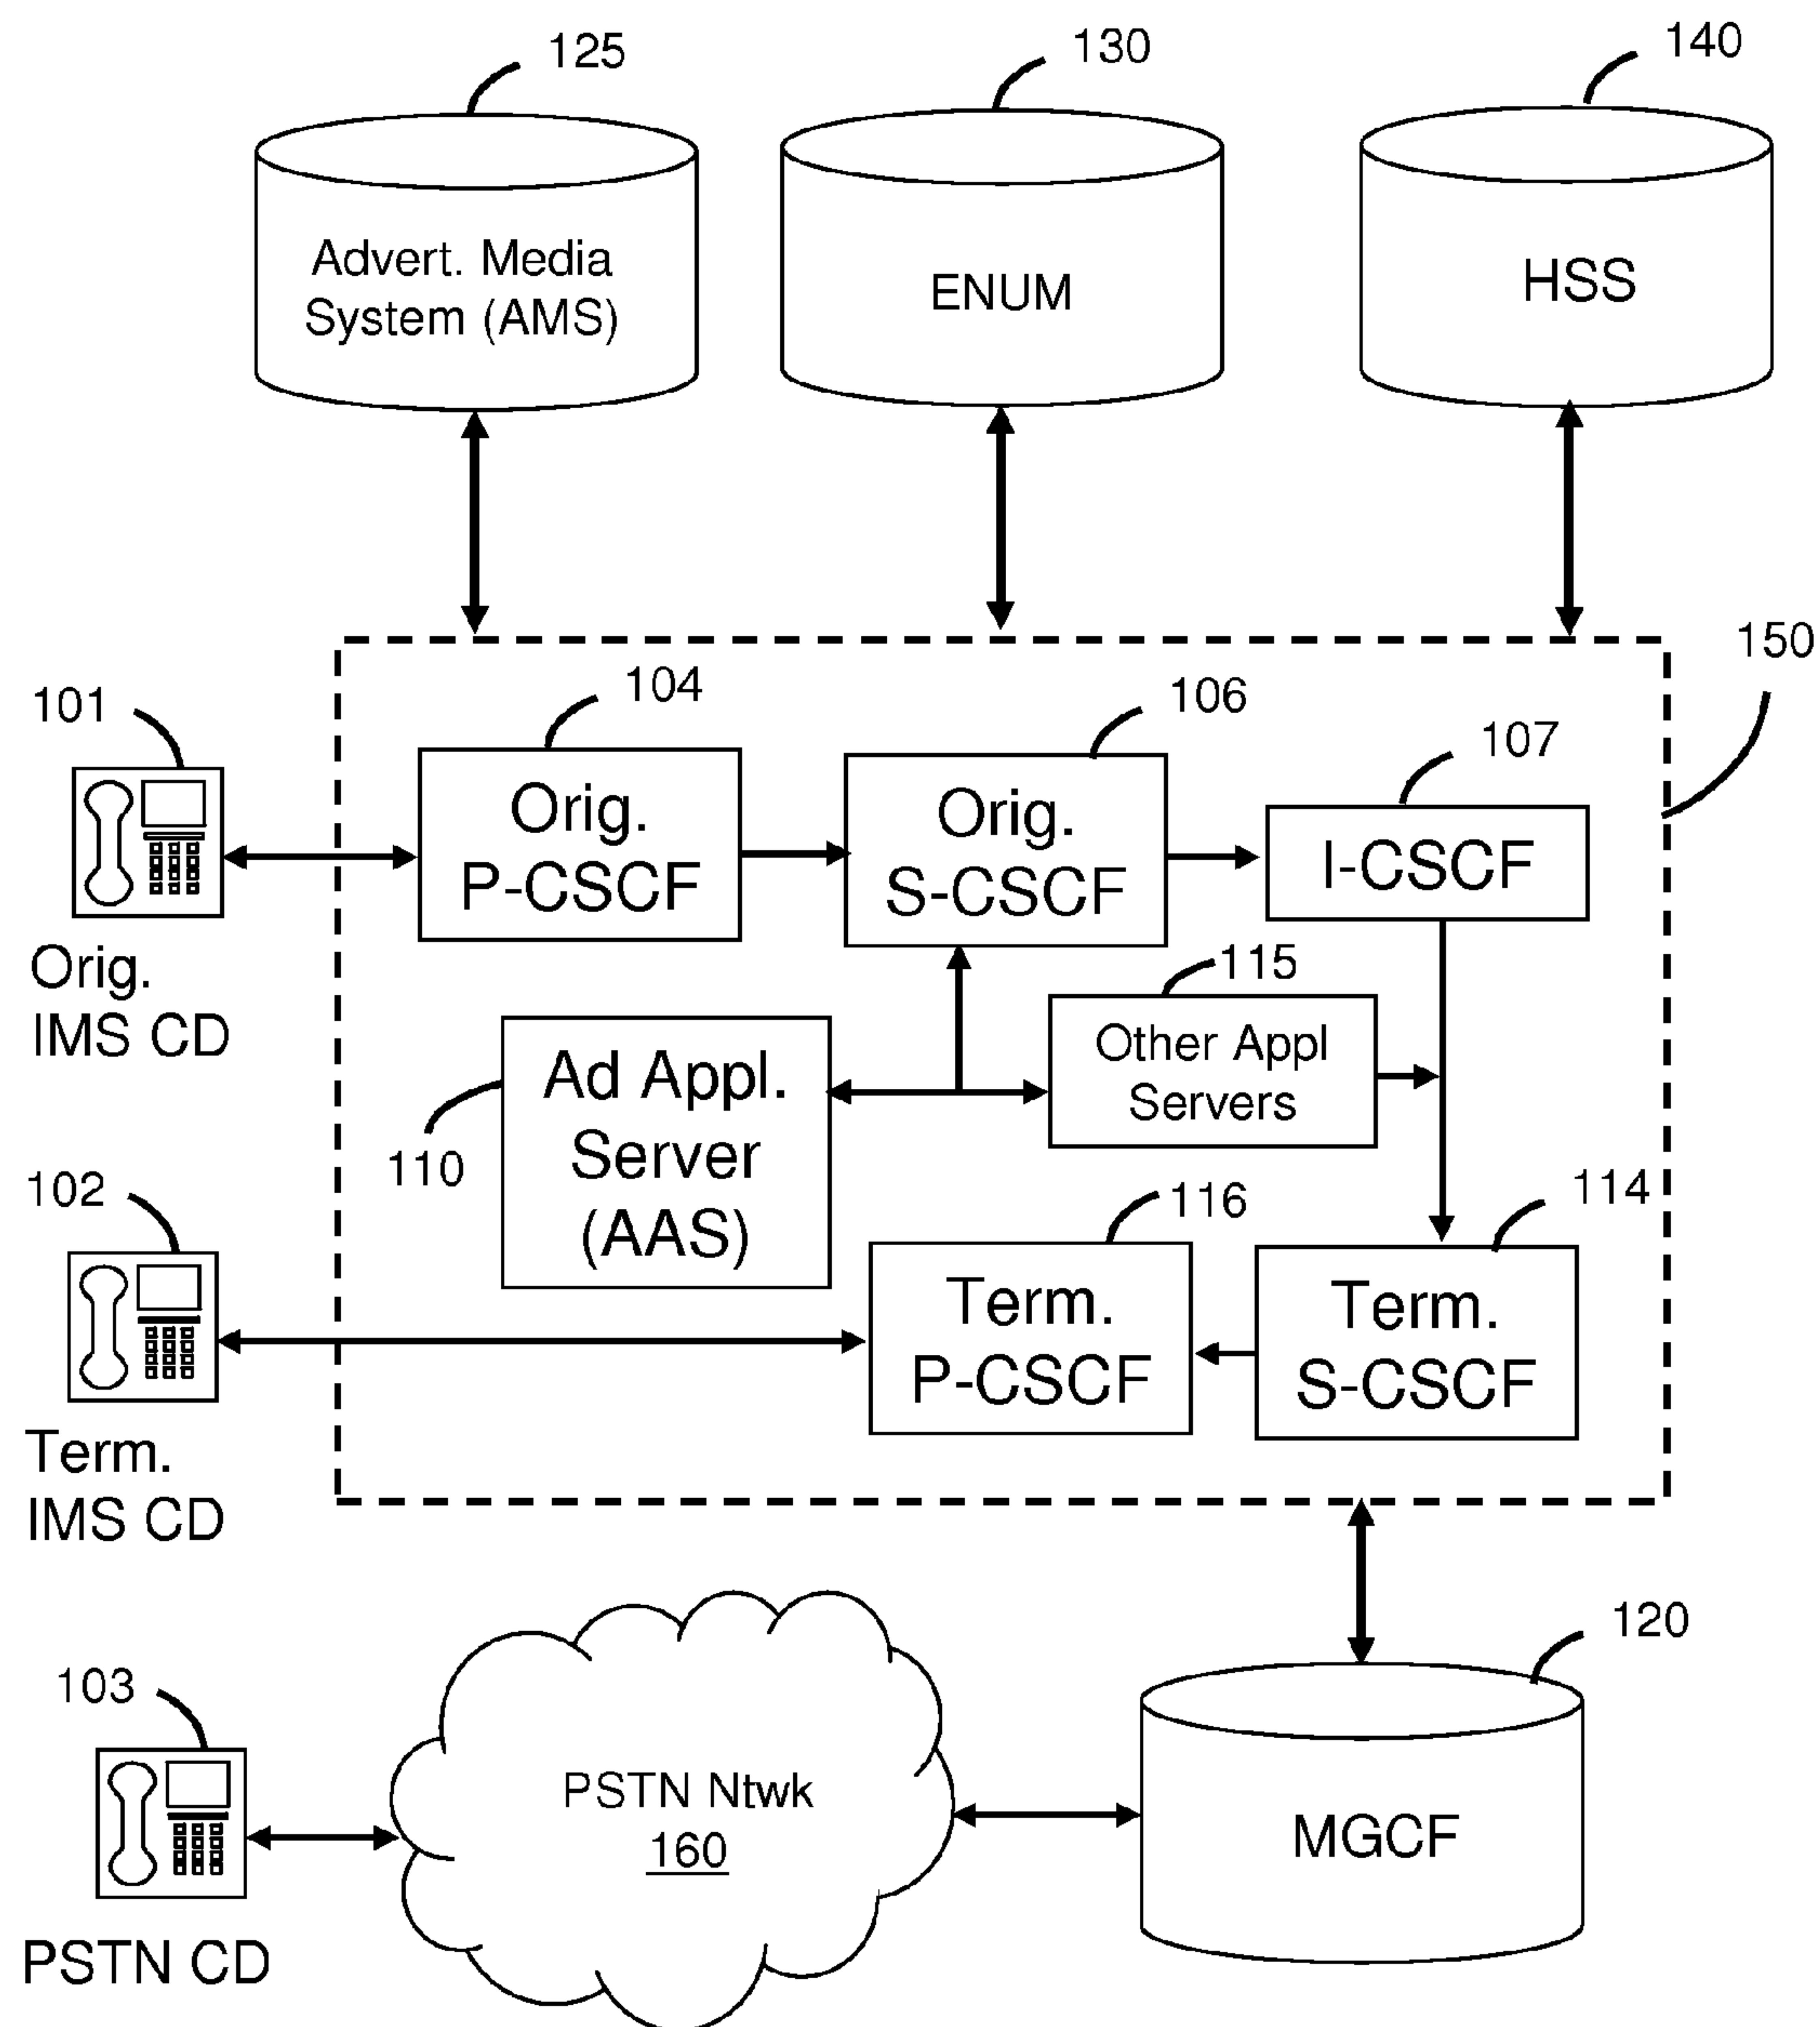 125
130
140
Advert. Media
System (AMS)
ENUM
HSS
150
101
104
106
107
Orig.
P-CSCF
Orig.
S-CSCF
I-CSCF
Orig.
IMS CD
115
Other Appl
Servers
Ad Appl.
Server
(AAS)
110
102
116
114
Term.
P-CSCF
Term.
S-CSCF
Term.
IMS CD
120
103
PSTN Ntwk
160
MGCF
PSTN CD